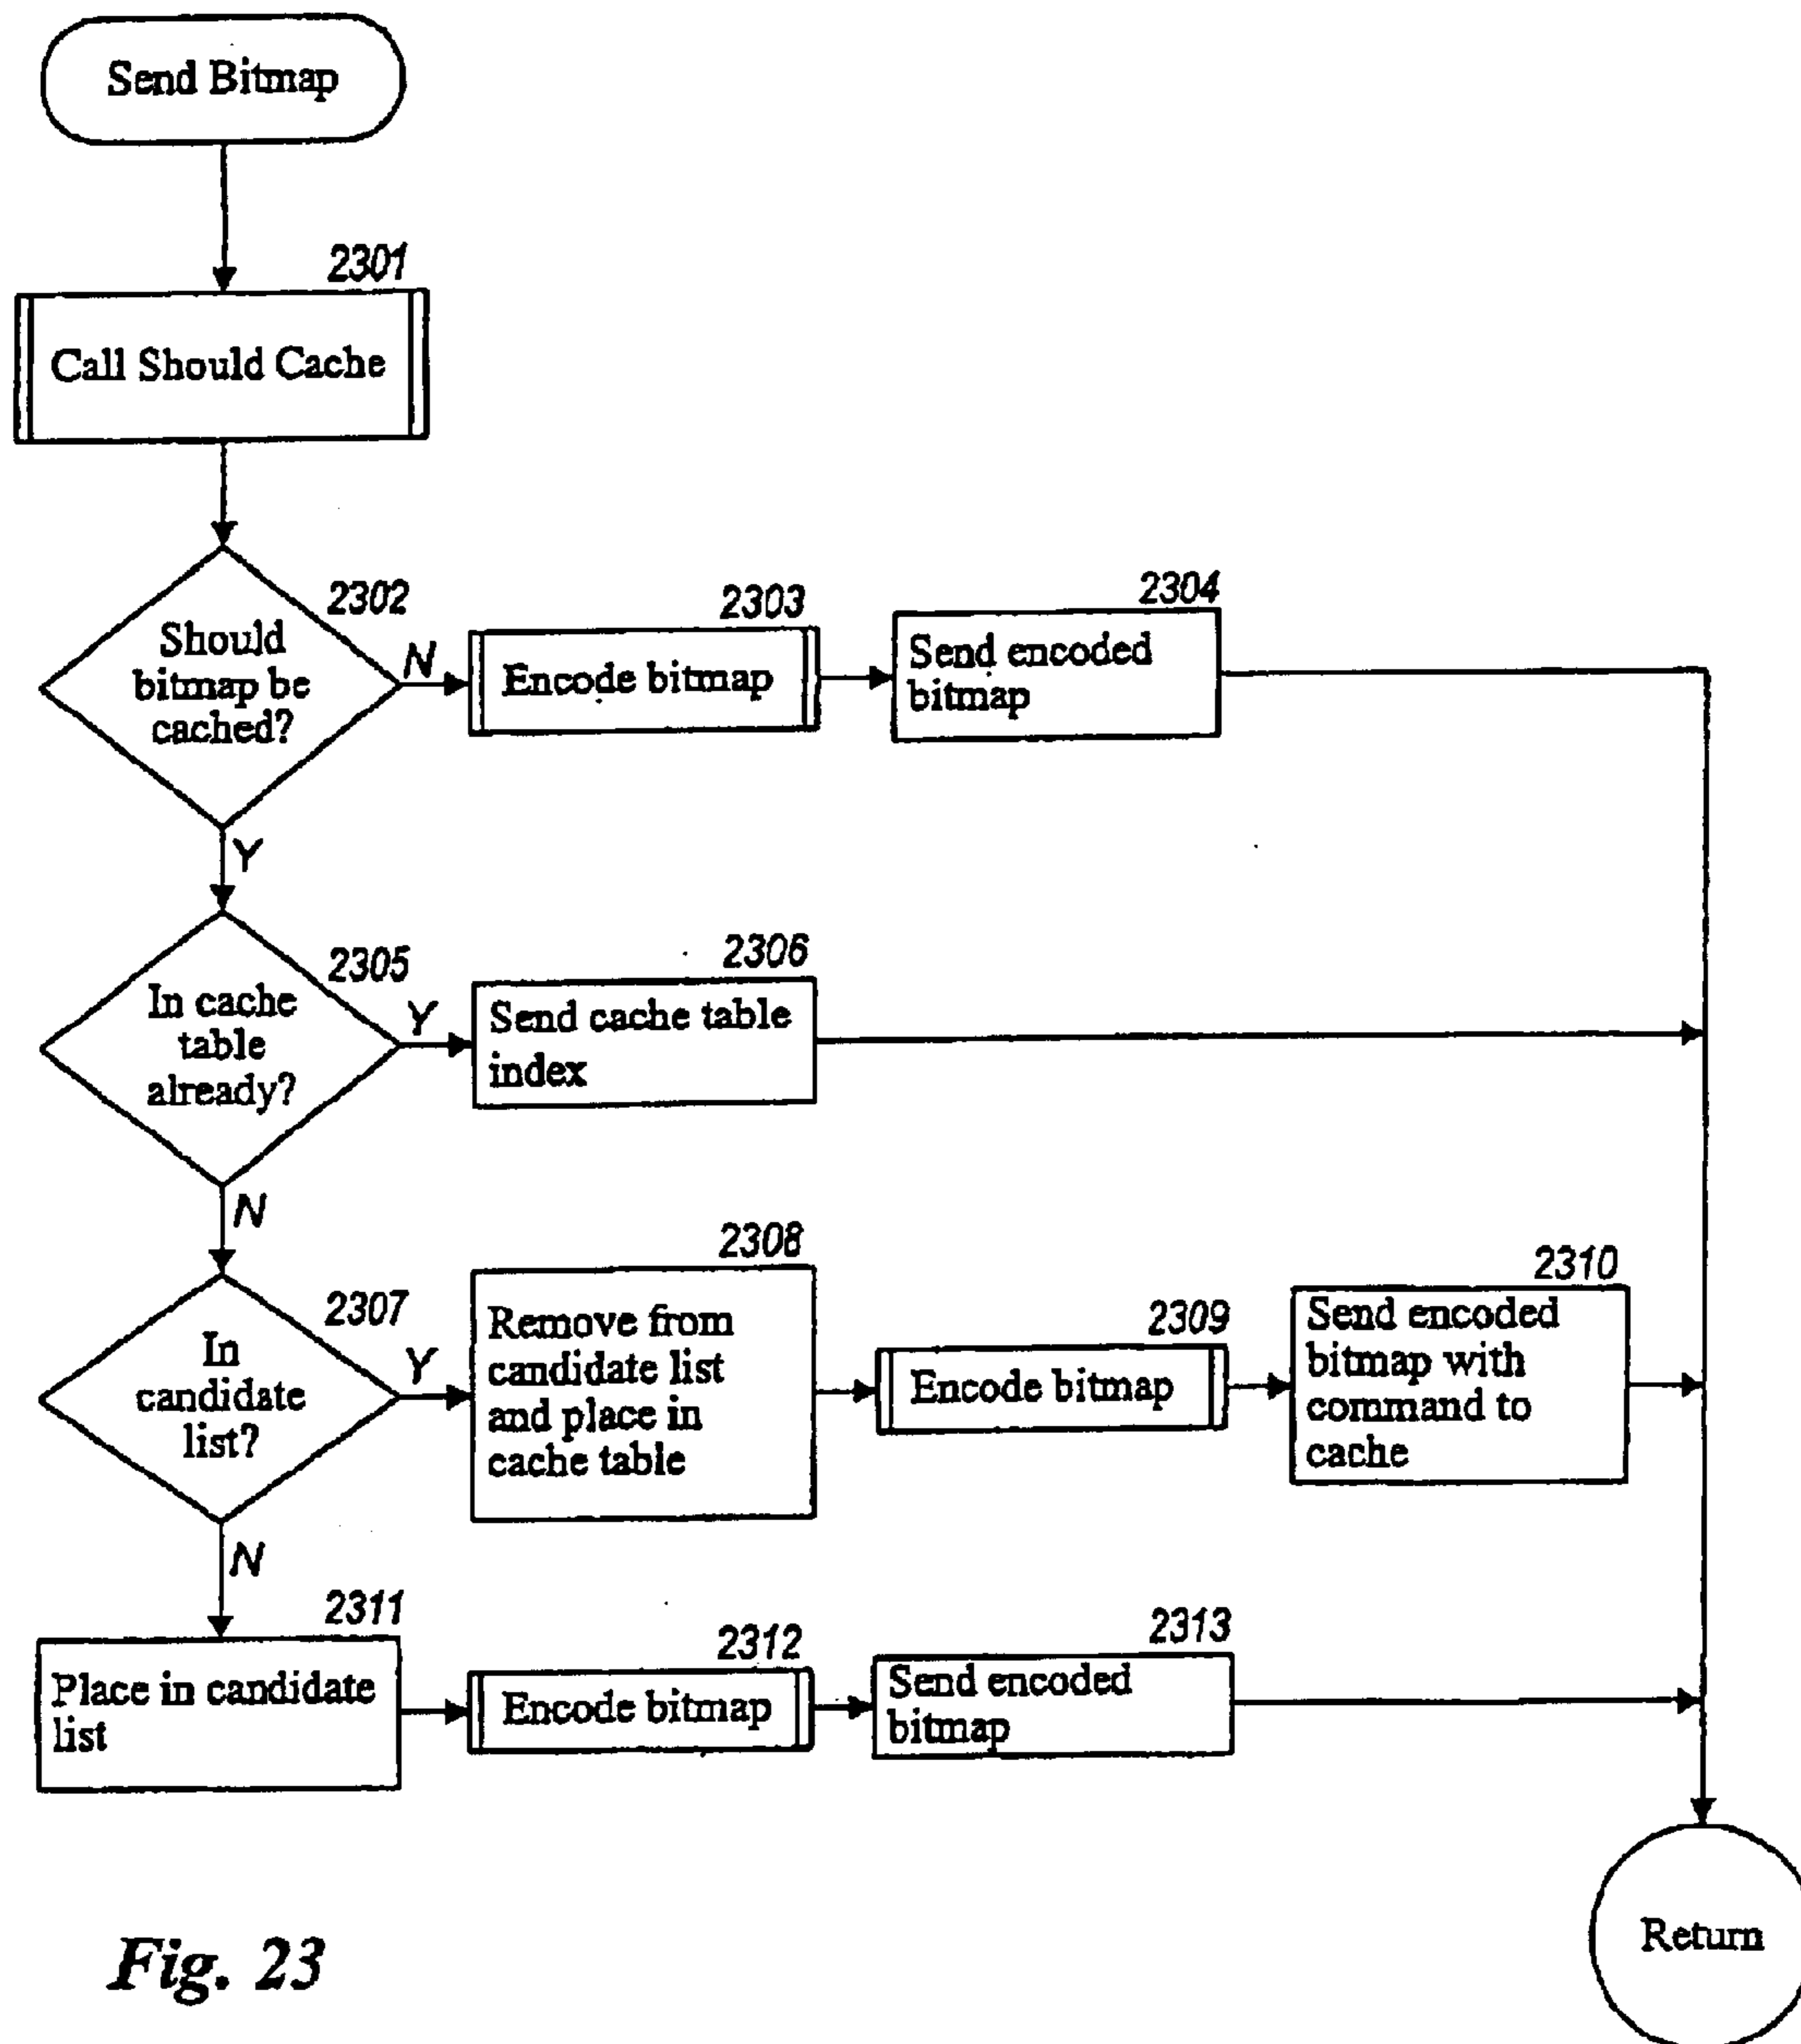 Send Bitmap
2301
Call Should Cache
2302
Should
bitmap be
cached?
N
2303
Encode bitmap
2304
Send encoded
bitmap
Y
2305
In cache
table
already?
Y
2306
Send cache table
index
N
2307
In
candidate
list?
Y
2308
Remove from
candidate list
and place in
cache table
2309
Encode bitmap
2310
Send encoded
bitmap with
command to
cache
N
2311
Place in candidate
list
2312
Encode bitmap
2313
Send encoded
bitmap
Return
Fig. 23